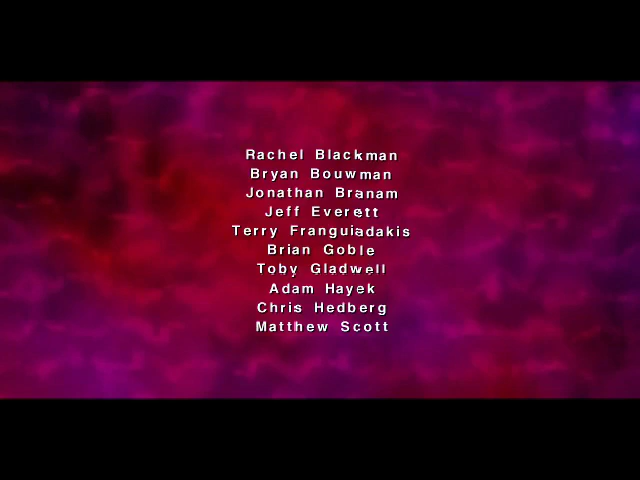 Rachel Blackman
Bryan Bouwman
Jonathan Branam
Jeff Everett
Terry Franguiadakis
Brian Goble
Toby Gladwell
Adam Hayek
Chris Hedberg
Matthew Scott